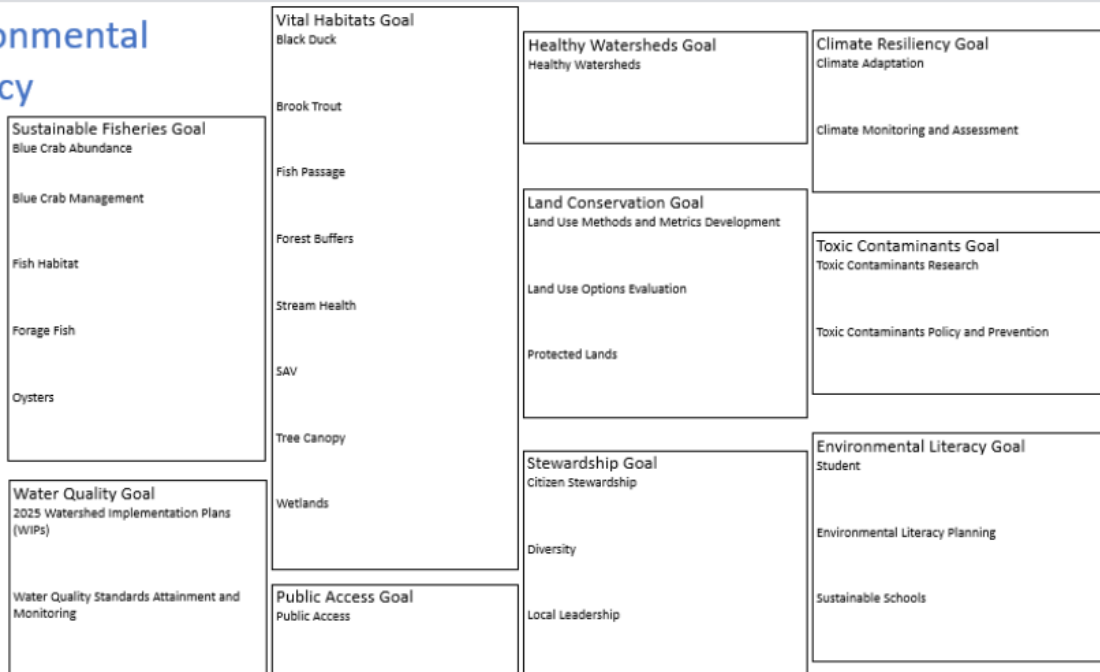 onmental
cy
Sustainable Fisheries Goal
Blue Crab Abundance
Blue Crab Management
Fish Habitat
Forage Fish
Oysters
Water Quality Goal
2025 Watershed Implementation Plans
(WIPs)
Water Quality Standards Attainment and
Monitoring
Vital Habitats Goal
Black Duck
Brook Trout
Fish Passage
Forest Buffers
Stream Health
SAV
Tree Canopy
Wetlands
Public Access Goal
Public Access
Healthy Watersheds Goal
Healthy Watersheds
Land Conservation Goal
Land Use Methods and Metrics Development
Land Use Options Evaluation
Protected Lands
Stewardship Goal
Citizen Stewardship
Diversity
Local Leadership
Climate Resiliency Goal
Climate Adaptation
Climate Monitoring and Assessment
Toxic Contaminants Goal
Toxic Contaminants Research
Toxic Contaminants Policy and Prevention
Environmental Literacy Goal
Student
Environmental Literacy Planning
Sustainable Schools